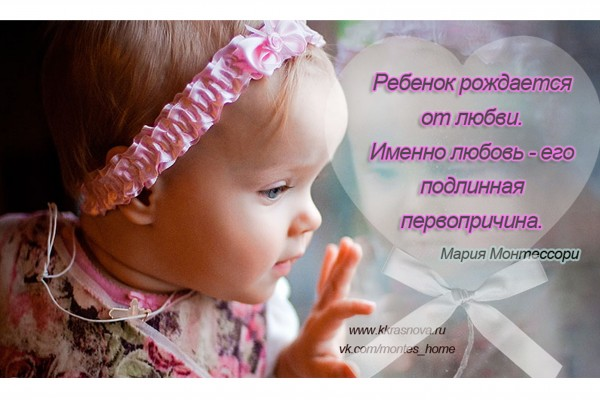 Ребенок рождается
от любви.
Именно любовь - его
подлинная
первопричина.
Мария Монтессори
www.kkrasnova.ru
vk.com/montes_home